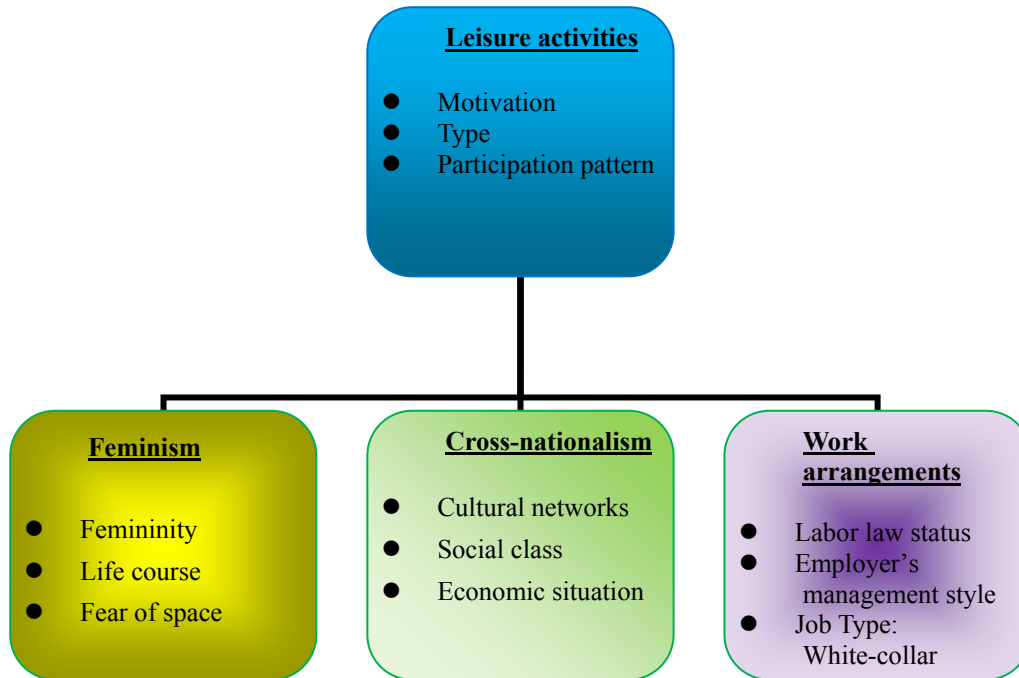 Leisure activities
● Motivation
● Type
● Participation pattern
Feminism
● Femininity
● Life course
● Fear of space
Cross-nationalism
● Cultural networks
● Social class
● Economic situation
Work
arrangements
● Labor law status
● Employer’s
management style
● Job Type:
White-collar